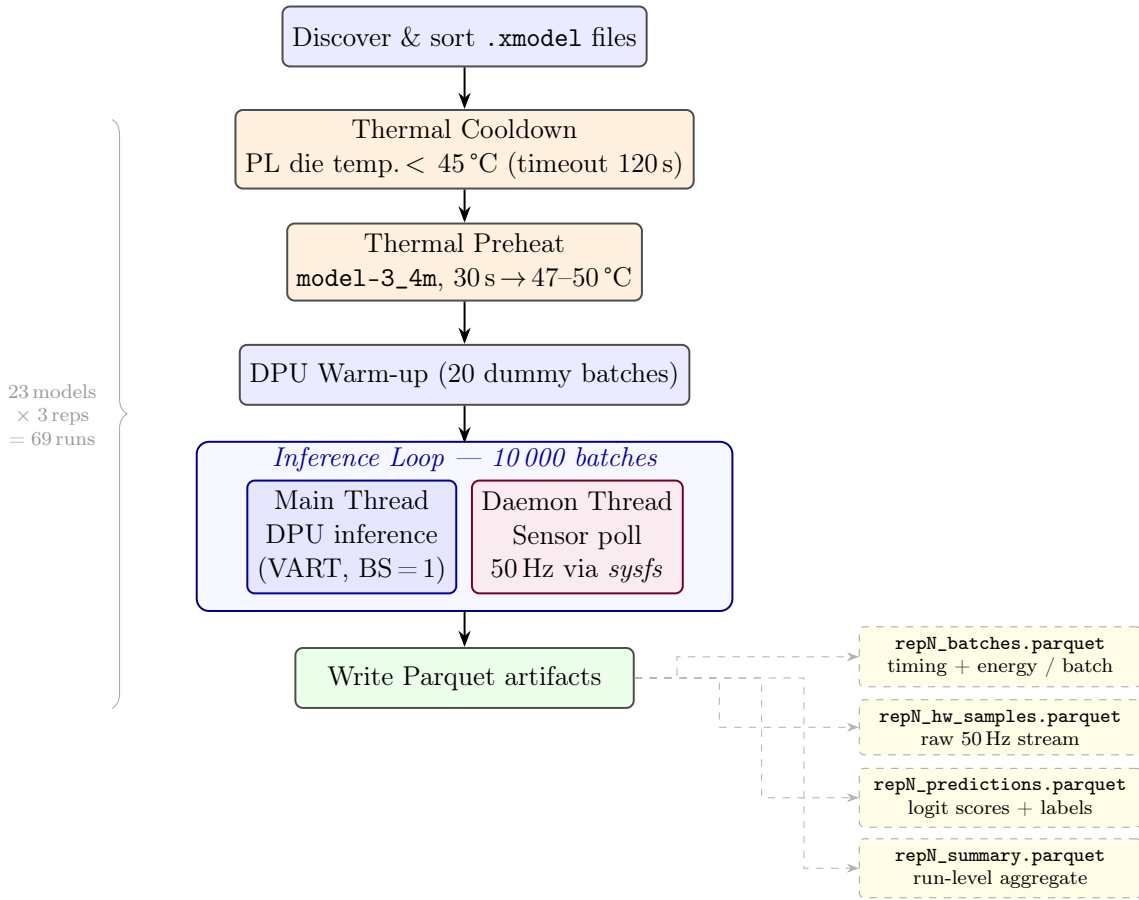 Discover & sort .xmodel files
Thermal Cooldown
PL die temp. < 45 °C (timeout 120 s)
Thermal Preheat
model-3_4m, 30 s → 47–50 °C
DPU Warm-up (20 dummy batches)
23 models
× 3 reps
= 69 runs
Inference Loop — 10 000 batches
Main Thread
DPU inference
(VART, BS = 1)
Daemon Thread
Sensor poll
50 Hz via sysfs
Write Parquet artifacts
repN_batches.parquet
timing + energy / batch
repN_hw_samples.parquet
raw 50 Hz stream
repN_predictions.parquet
logit scores + labels
repN_summary.parquet
run-level aggregate